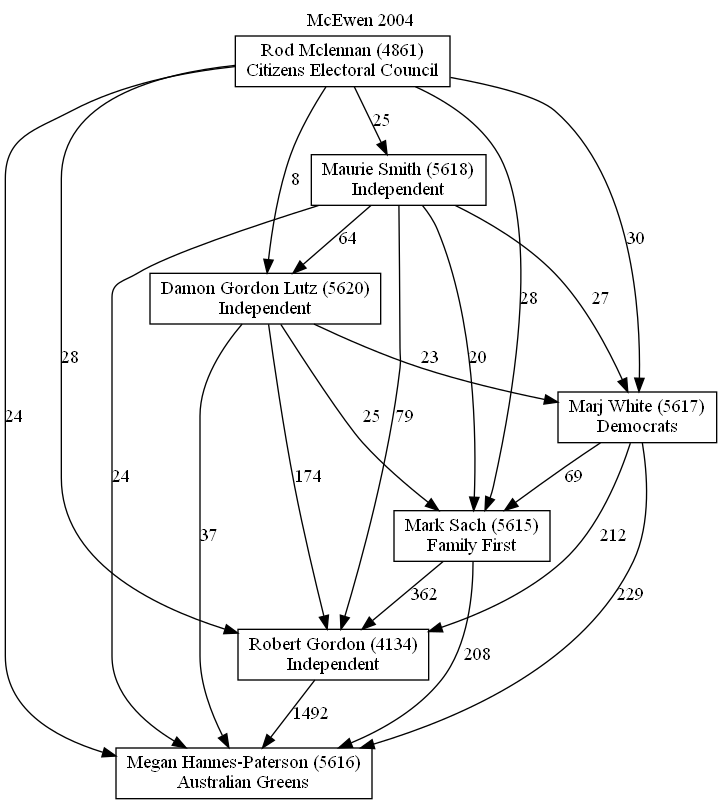 McEwen 2004
Rod Mclennan (4861)
Citizens Electoral Council
25
Maurie Smith (5618)
Independent
8
64
30
Damon Gordon Lutz (5620)
Independent
28
27
28
23
20
24
25
79
Marj White (5617)
Democrats
24
174
69
37
Mark Sach (5615)
Family First
212
362
229
Robert Gordon (4134)
Independent
208
1492
Megan Hannes-Paterson (5616)
Australian Greens